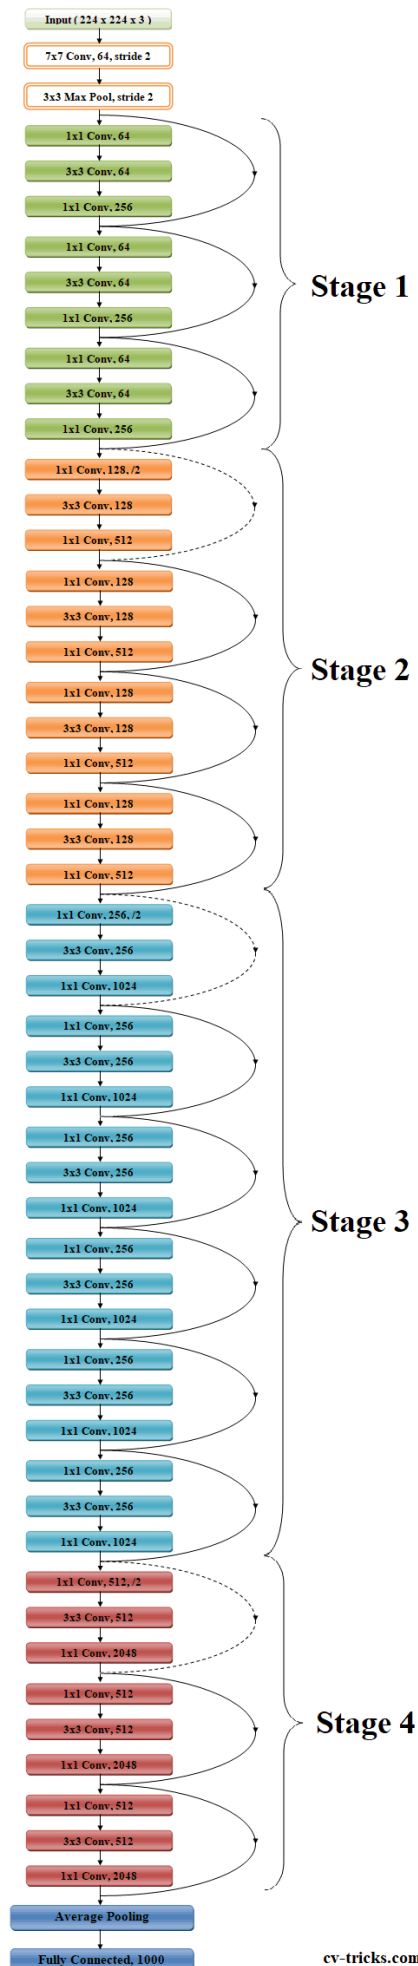 Input ( 224 x 224 x 3 )
7x7 Conv, 64, stride 2
3x3 Max Pool, stride 2
1x1 Conv, 64
3x3 Conv, 64
1x1 Conv, 256
1x1 Conv, 64
3x3 Conv, 64
Stage 1
1x1 Conv, 256
1x1 Conv, 64
3x3 Conv, 64
1x1 Conv, 256
1x1 Conv, 128, /2
3x3 Conv, 128
1x1 Conv, 512
1x1 Conv, 128
3x3 Conv, 128
1x1 Conv, 512
Stage 2
1x1 Conv, 128
3x3 Conv, 128
1x1 Conv, 512
1x1 Conv, 128
3x3 Conv, 128
1x1 Conv, 512
1x1 Conv, 256, /2
3x3 Conv, 256
1x1 Conv, 1024
1x1 Conv, 256
3x3 Conv, 256
1x1 Conv, 1024
1x1 Conv, 256
3x3 Conv, 256
1x1 Conv, 1024
Stage 3
1x1 Conv, 256
3x3 Conv, 256
1x1 Conv, 1024
1x1 Conv, 256
3x3 Conv, 256
1x1 Conv, 1024
1x1 Conv, 256
3x3 Conv, 256
1x1 Conv, 1024
1x1 Conv, 512, /2
3x3 Conv, 512
1x1 Conv, 2048
1x1 Conv, 512
Stage 4
3x3 Conv, 512
1x1 Conv, 2048
1x1 Conv, 512
3x3 Conv, 512
1x1 Conv, 2048
Average Pooling
Fully Connected, 1000
cv-tricks.com